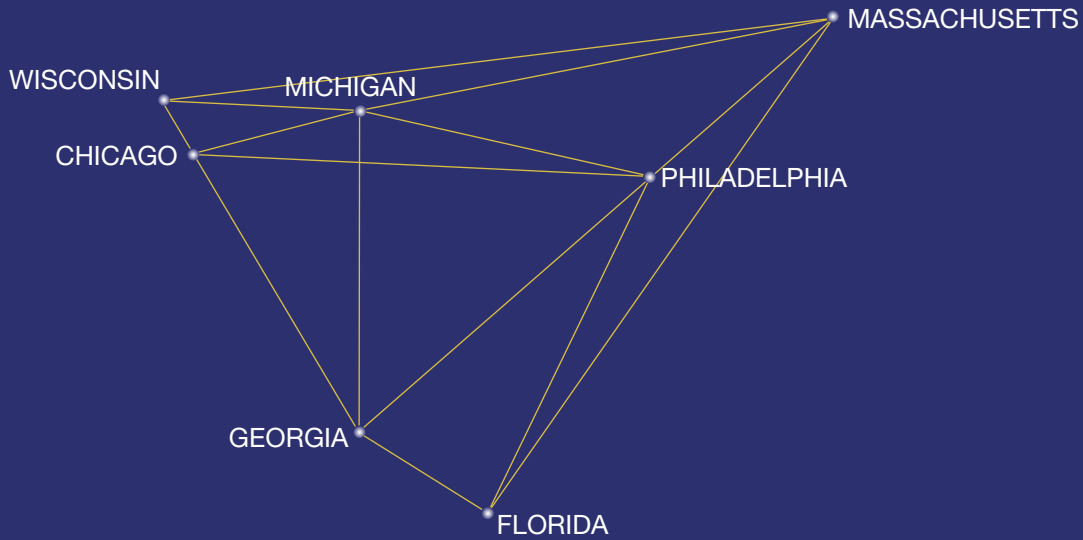 MASSACHUSETTS
WISCONSIN
MICHIGAN
CHICAGO
PHILADELPHIA
GEORGIA
FLORIDA